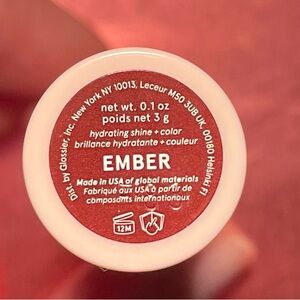 Dist. by Glossier, Inc. New York NY 10013, Leceur M50 3UB UK, 00180 Helsinki FI
net wt. 0.1 oz
poids net 3 g
hydrating shine + color
brillance hydratante + couleur
EMBER
Made in USA of global materials
Fabriqué aux USA à partir de
composants internationaux
12M